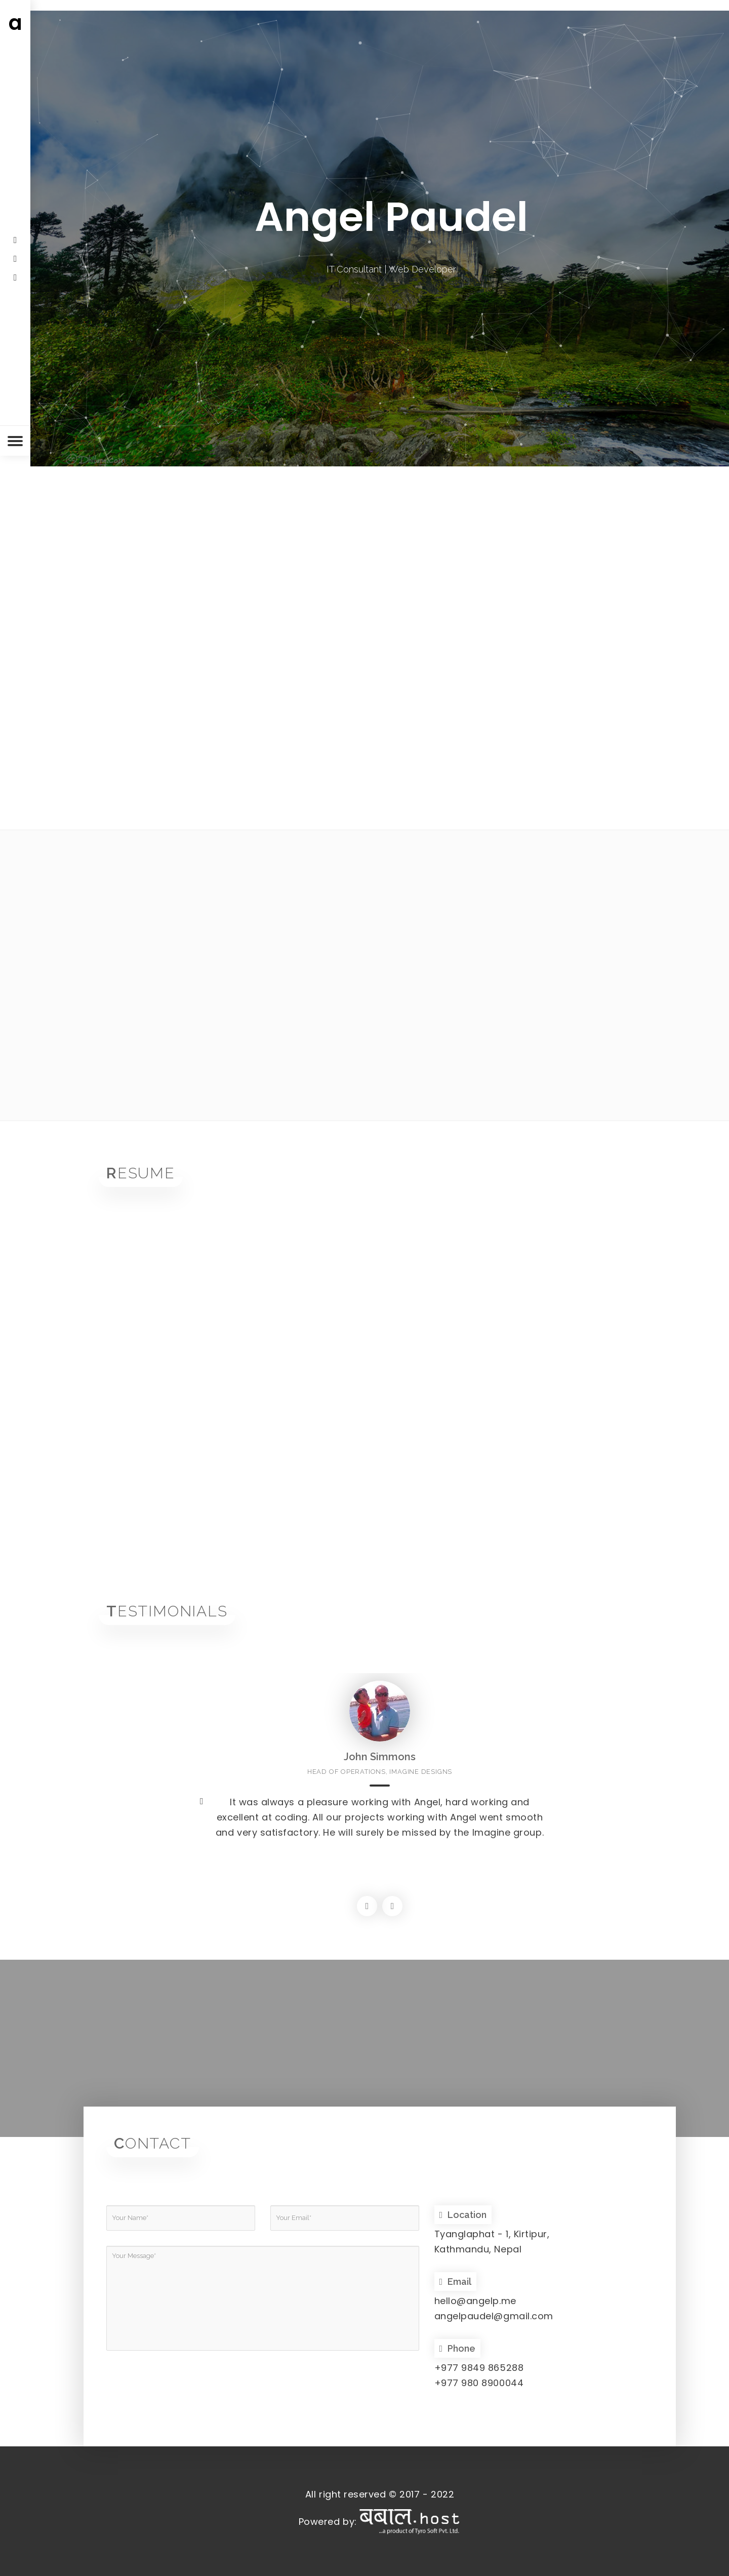 a
Angel Paudel
IT Consultant | Web Developer
RESUME
TESTIMONIALS
John Simmons
HEAD OF OPERATIONS, IMAGINE DESIGNS
It was always a pleasure working with Angel, hard working and
excellent at coding. All our projects working with Angel went smooth
and very satisfactory. He will surely be missed by the Imagine group.
CONTACT
Your Name*
Your Email*
Your Message*
Location
Tyanglaphat - 1, Kirtipur,
Kathmandu, Nepal
Email
hello@angelp.me
angelpaudel@gmail.com
Phone
+977 9849 865288
+977 980 8900044
All right reserved © 2017 - 2022
Powered by: बबाल.host
...a product of Tyro Soft Pvt. Ltd.